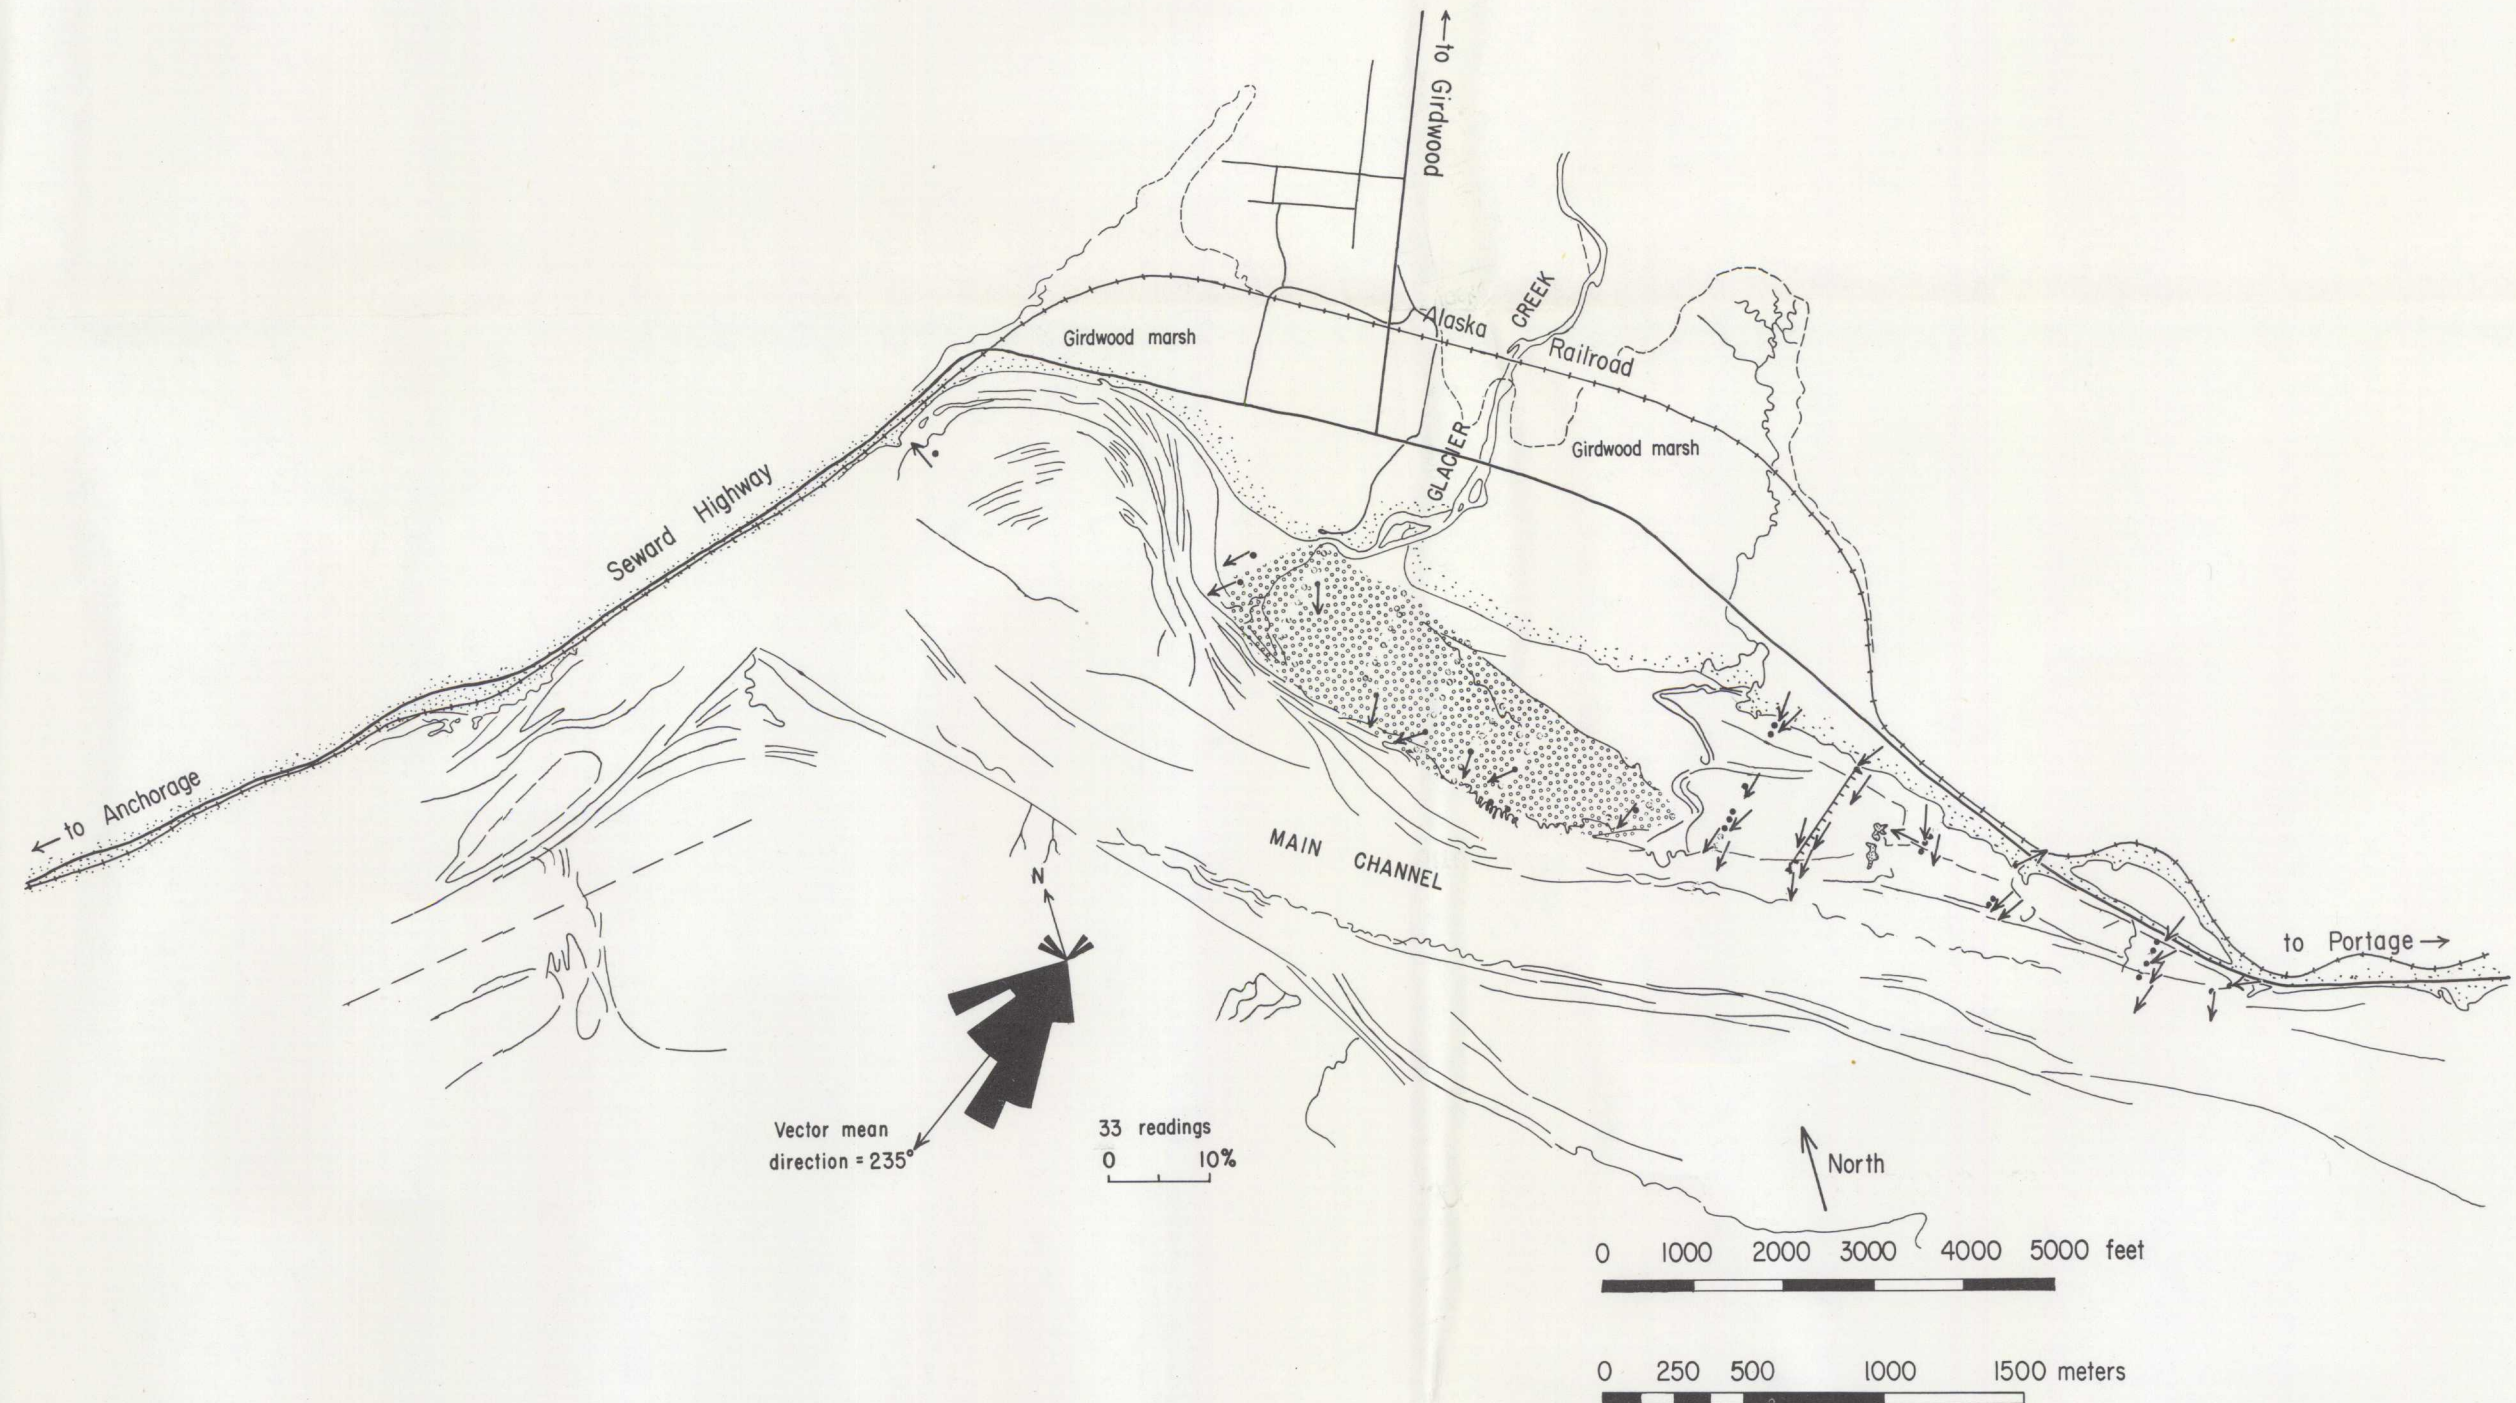 ← to Girdwood
CREEK
Alaska Railroad
Girdwood marsh
GLACIER
Girdwood marsh
Seward Highway
← to Anchorage
MAIN CHANNEL
N
to Portage →
Vector mean
direction = 235°
33 readings
0 10%
North
0 1000 2000 3000 4000 5000 feet
0 250 500 1000 1500 meters